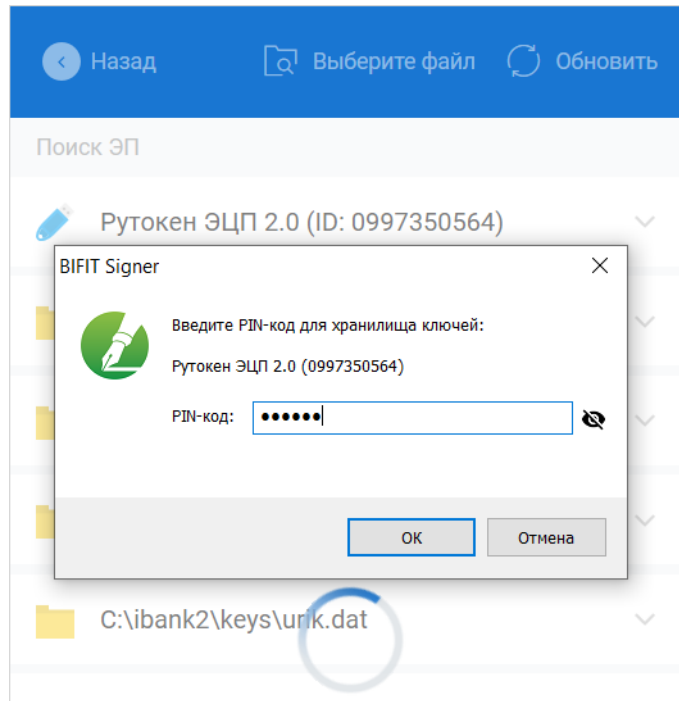 Назад
Выберите файл
Обновить
Поиск ЭП
Рутокен ЭЦП 2.0 (ID: 0997350564)
BIFIT Signer
Введите PIN-код для хранилища ключей:
Рутокен ЭЦП 2.0 (0997350564)
PIN-код: ●●●●●●
ОК
Отмена
C:\ibank2\keys\urik.dat